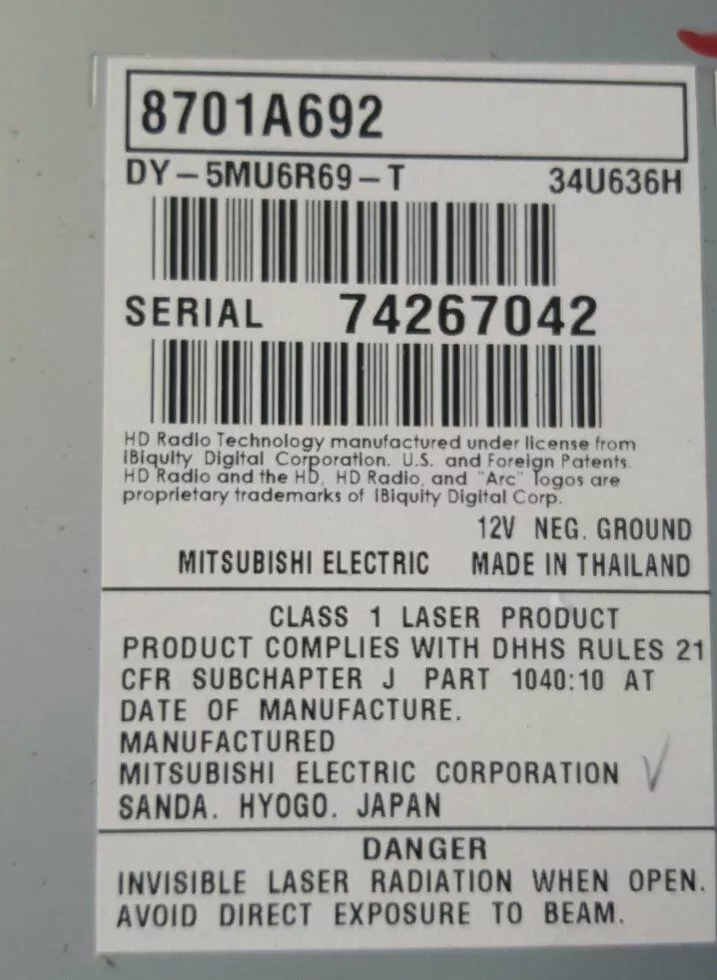 8701A692
DY-5MU6R69-T 34U636H
SERIAL 74267042
HD Radio Technology manufactured under license from
iBiquity Digital Corporation. U.S. and Foreign Patents.
HD Radio and the HD, HD Radio, and "Arc" logos are
proprietary trademarks of iBiquity Digital Corp.
12V NEG. GROUND
MITSUBISHI ELECTRIC MADE IN THAILAND
CLASS 1 LASER PRODUCT
PRODUCT COMPLIES WITH DHHS RULES 21
CFR SUBCHAPTER J PART 1040:10 AT
DATE OF MANUFACTURE.
MANUFACTURED
MITSUBISHI ELECTRIC CORPORATION
SANDA. HYOGO. JAPAN
DANGER
INVISIBLE LASER RADIATION WHEN OPEN.
AVOID DIRECT EXPOSURE TO BEAM.